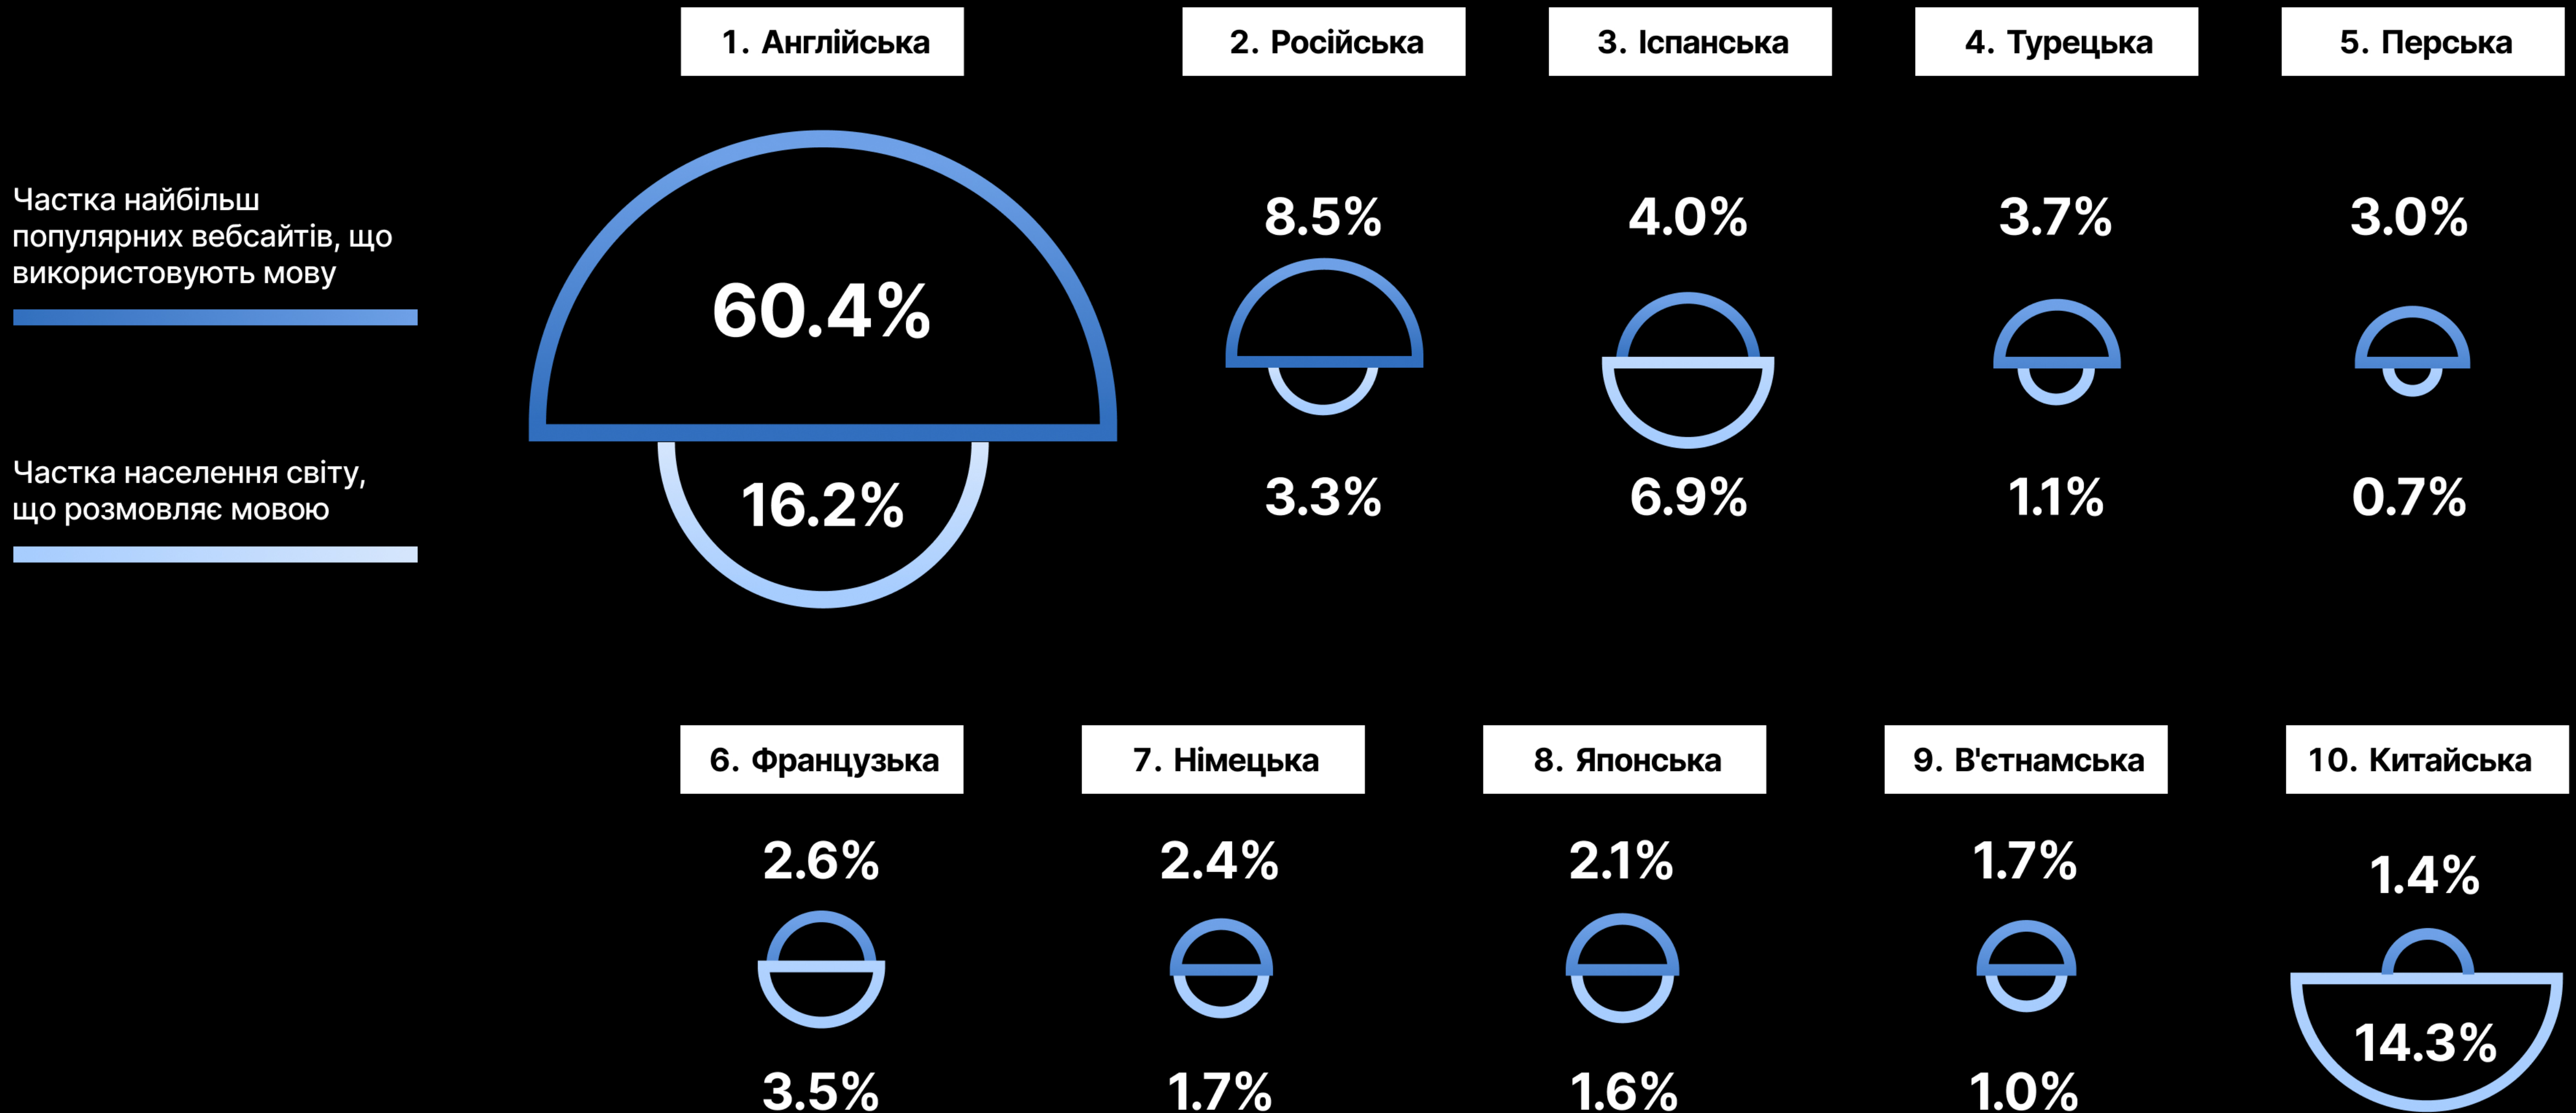 1. Англійська
2. Російська
3. Іспанська
4. Турецька
5. Перська
Частка найбільш
популярних вебсайтів, що
використовують мову
60.4%
8.5%
4.0%
3.7%
3.0%
Частка населення світу,
що розмовляє мовою
16.2%
3.3%
6.9%
1.1%
0.7%
6. Французька
7. Німецька
8. Японська
9. В'єтнамська
10. Китайська
2.6%
2.4%
2.1%
1.7%
1.4%
3.5%
1.7%
1.6%
1.0%
14.3%